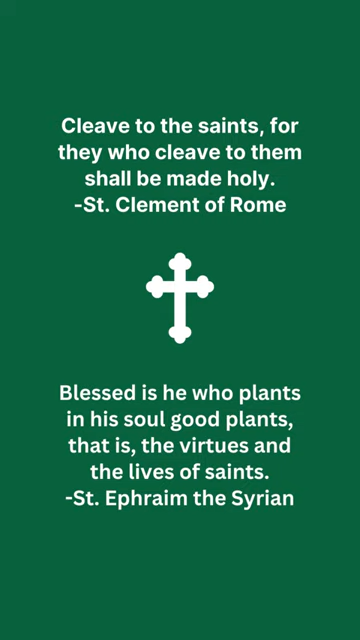 Cleave to the saints, for
they who cleave to them
shall be made holy.
-St. Clement of Rome
Blessed is he who plants
in his soul good plants,
that is, the virtues and
the lives of saints.
-St. Ephraim the Syrian